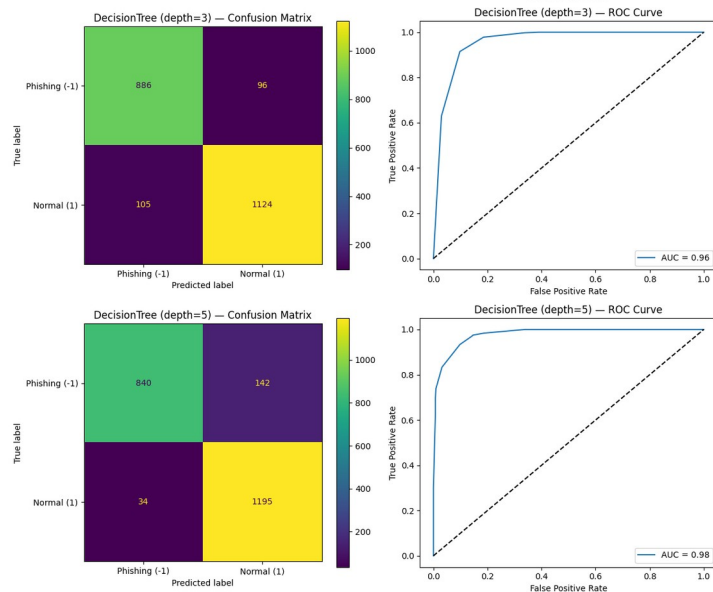 DecisionTree (depth=3) — Confusion Matrix
Phishing (-1)
Normal (1)
True label
886
96
105
1124
Phishing (-1)
Normal (1)
Predicted label
1000
800
600
400
200
DecisionTree (depth=3) — ROC Curve
True Positive Rate
1.0
0.8
0.6
0.4
0.2
0.0
0.0
0.2
0.4
0.6
0.8
1.0
False Positive Rate
AUC = 0.96
DecisionTree (depth=5) — Confusion Matrix
Phishing (-1)
Normal (1)
True label
840
142
34
1195
Phishing (-1)
Normal (1)
Predicted label
1000
800
600
400
200
DecisionTree (depth=5) — ROC Curve
True Positive Rate
1.0
0.8
0.6
0.4
0.2
0.0
0.0
0.2
0.4
0.6
0.8
1.0
False Positive Rate
AUC = 0.98